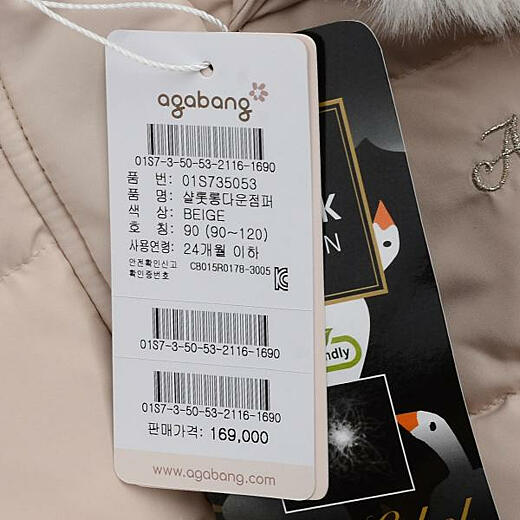 agabang
01S7-3-50-53-2116-1690
품 번: 01S735053
품 명: 샬롯롱다운점퍼
색 상: BEIGE
호 칭: 90 (90~120)
사용연령: 24개월 이하
안전확인신고 CB015R0178-3005
확인증번호
01S7-3-50-53-2116-1690
01S7-3-50-53-2116-1690
판매가격: 169,000
www.agabang.com
K
N
ndly